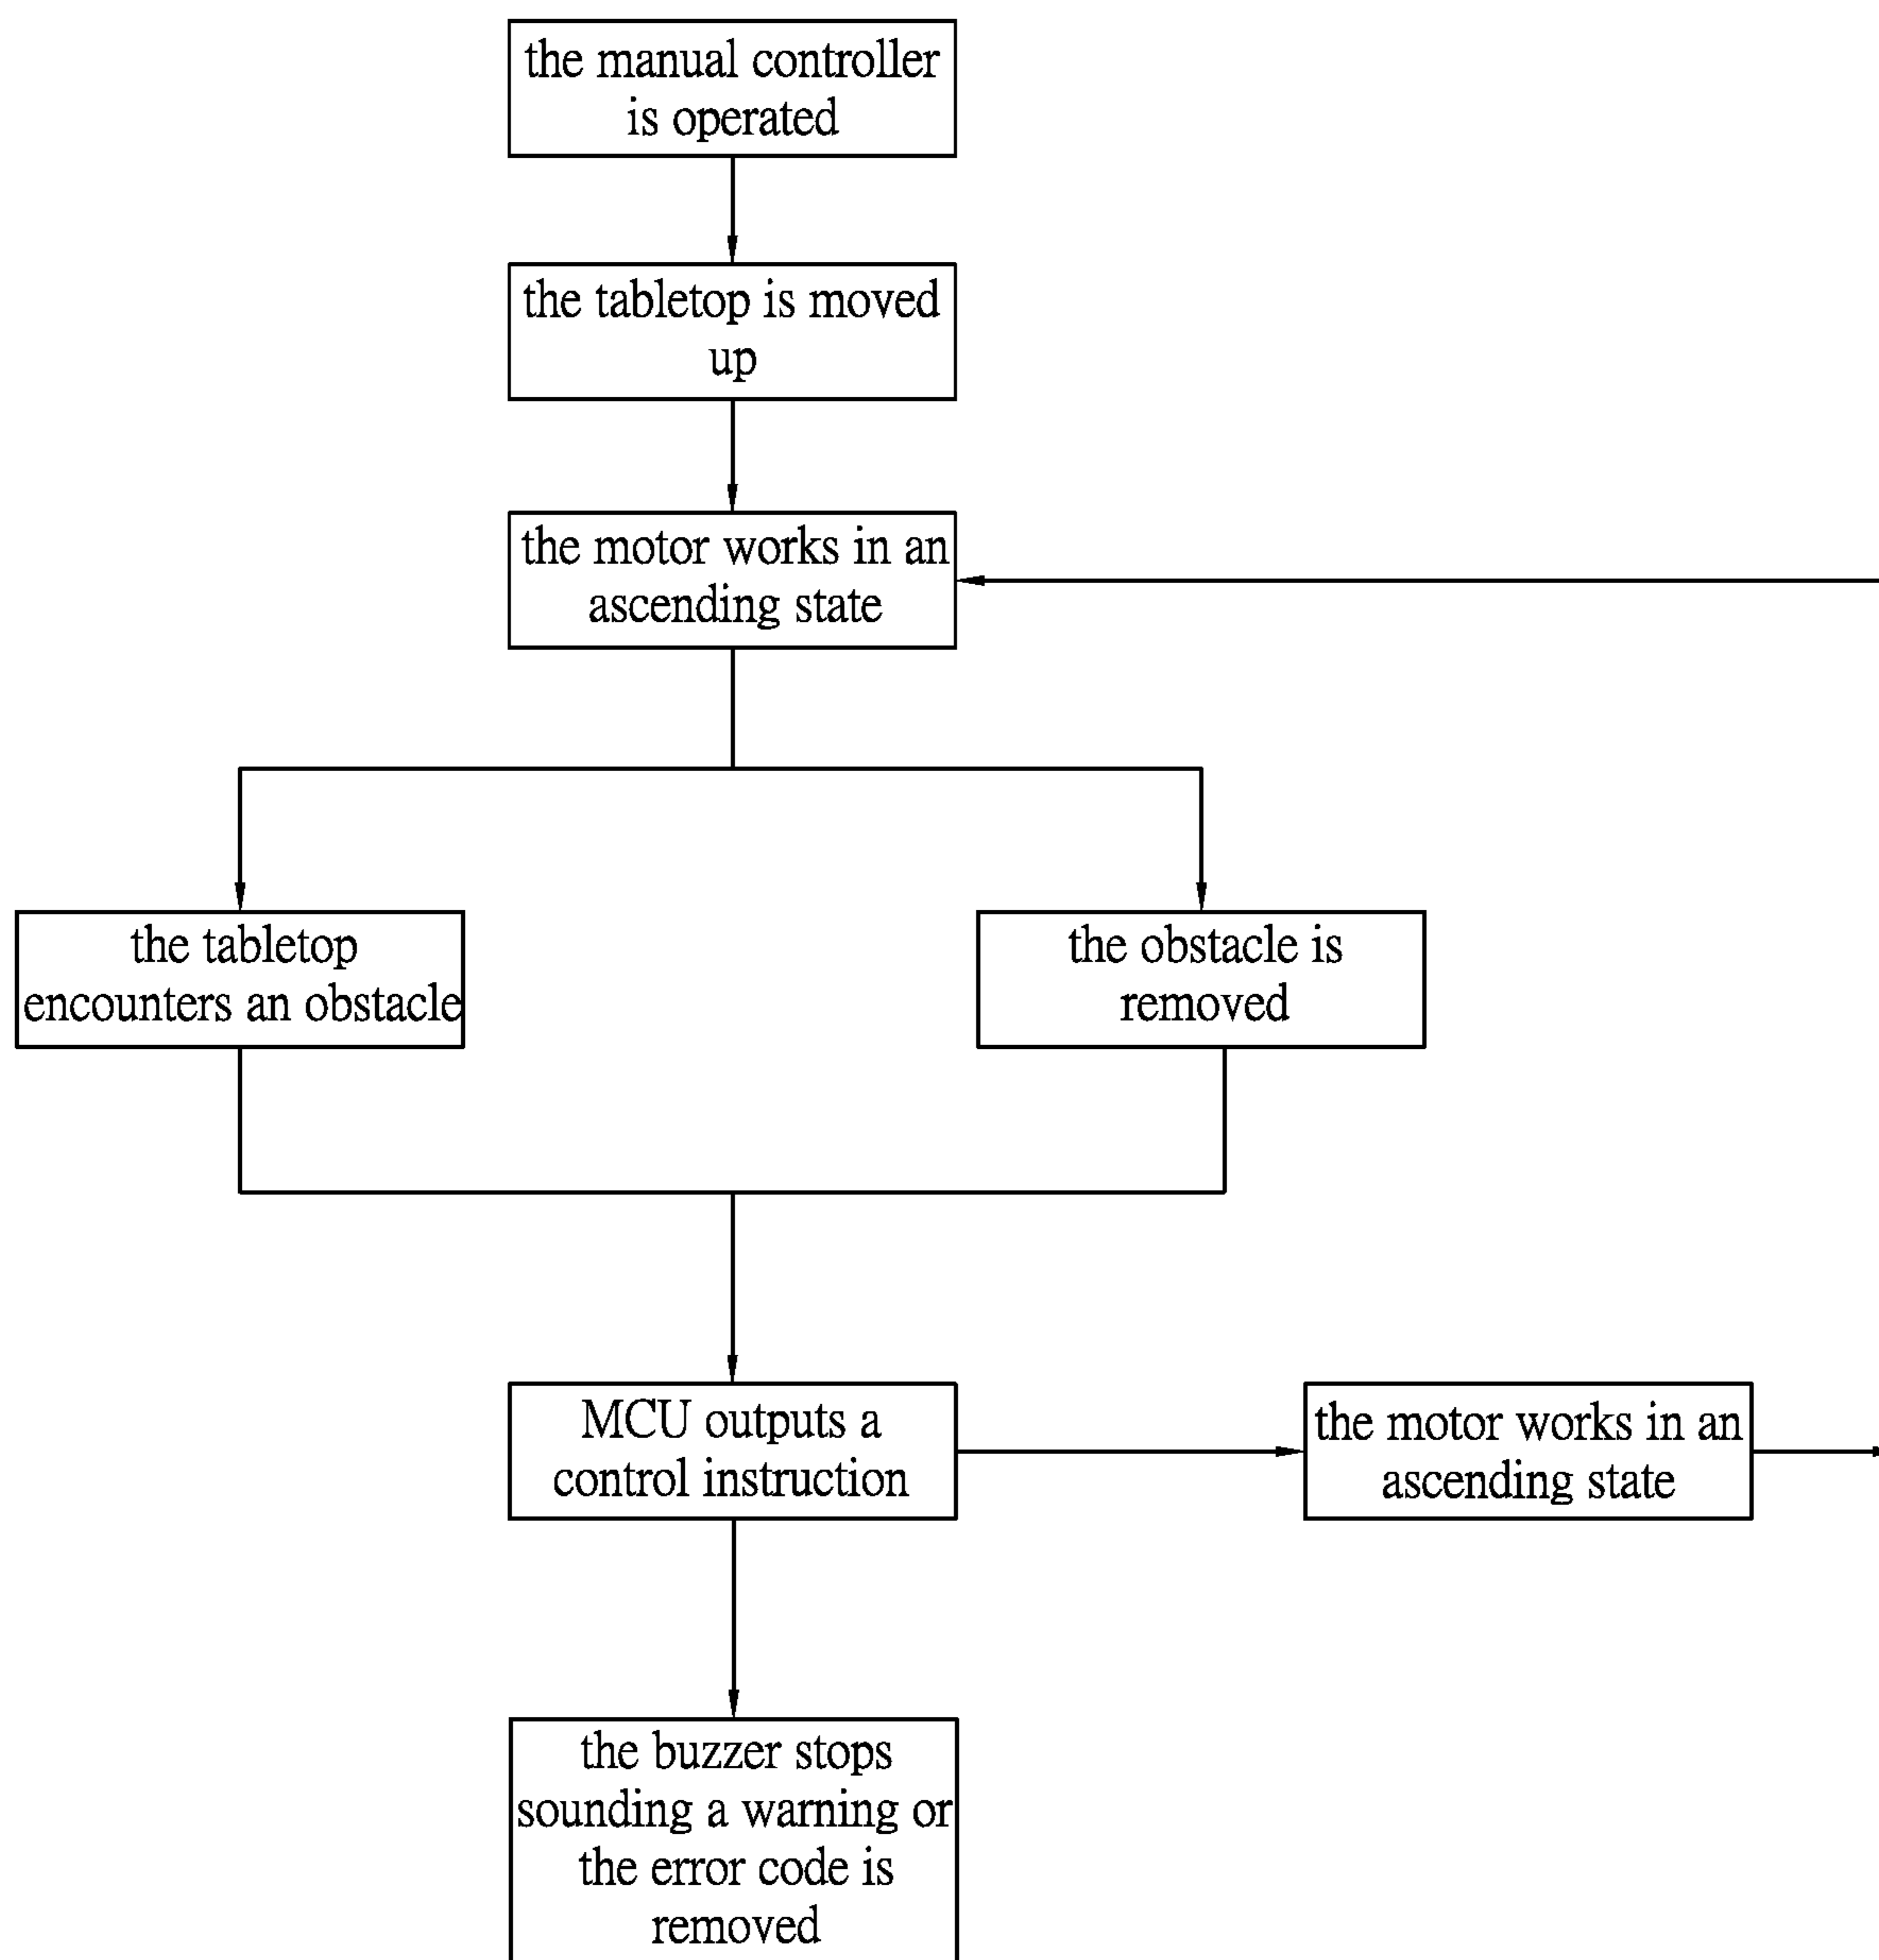 the manual controller
is operated
the tabletop is moved
up
the motor works in an
ascending state
the tabletop
encounters an obstacle
the obstacle is
removed
MCU outputs a
control instruction
the motor works in an
ascending state
the buzzer stops
sounding a warning or
the error code is
removed